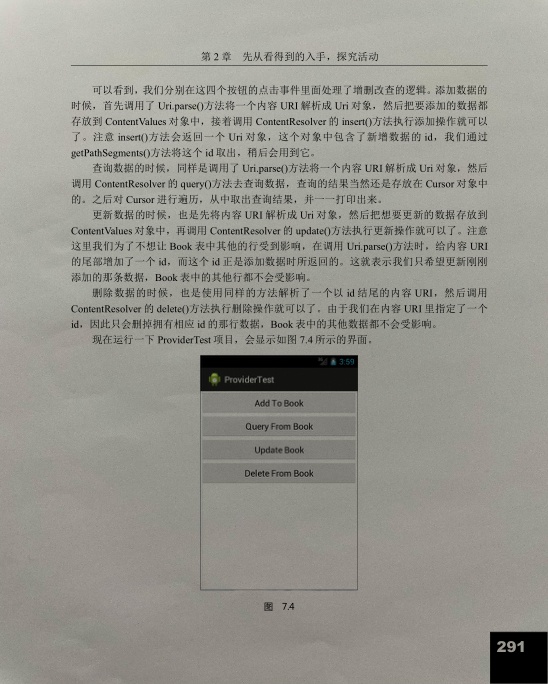 第 2 章 先从看得到的入手，探究活动
可以看到，我们分别在这四个按钮的点击事件里面处理了增删改查的逻辑。添加数据的
时候，首先调用了 Uri.parse()方法将一个内容 URI 解析成 Uri 对象，然后把要添加的数据都
存放到 ContentValues 对象中，接着调用 ContentResolver 的 insert()方法执行添加操作就可以
了。注意 insert()方法会返回一个 Uri 对象，这个对象中包含了新增数据的 id，我们通过
getPathSegments()方法将这个 id 取出，稍后会用到它。
查询数据的时候，同样是调用了 Uri.parse()方法将一个内容 URI 解析成 Uri 对象，然后
调用 ContentResolver 的 query()方法去查询数据，查询的结果当然还是存放在 Cursor 对象中
的。之后对 Cursor 进行遍历，从中取出查询结果，并一一打印出来。
更新数据的时候，也是先将内容 URI 解析成 Uri 对象，然后把想要更新的数据存放到
ContentValues 对象中，再调用 ContentResolver 的 update()方法执行更新操作就可以了。注意
这里我们为了不想让 Book 表中其他的行受到影响，在调用 Uri.parse()方法时，给内容 URI
的尾部增加了一个 id，而这个 id 正是添加数据时所返回的。这就表示我们只希望更新刚刚
添加的那条数据，Book 表中的其他行都不会受影响。
删除数据的时候，也是使用同样的方法解析了一个以 id 结尾的内容 URI，然后调用
ContentResolver 的 delete()方法执行删除操作就可以了。由于我们在内容 URI 里指定了一个
id，因此只会删掉拥有相应 id 的那行数据，Book 表中的其他数据都不会受影响。
现在运行一下 ProviderTest 项目，会显示如图 7.4 所示的界面。
3:59
ProviderTest
Add To Book
Query From Book
Update Book
Delete From Book
图 7.4
291